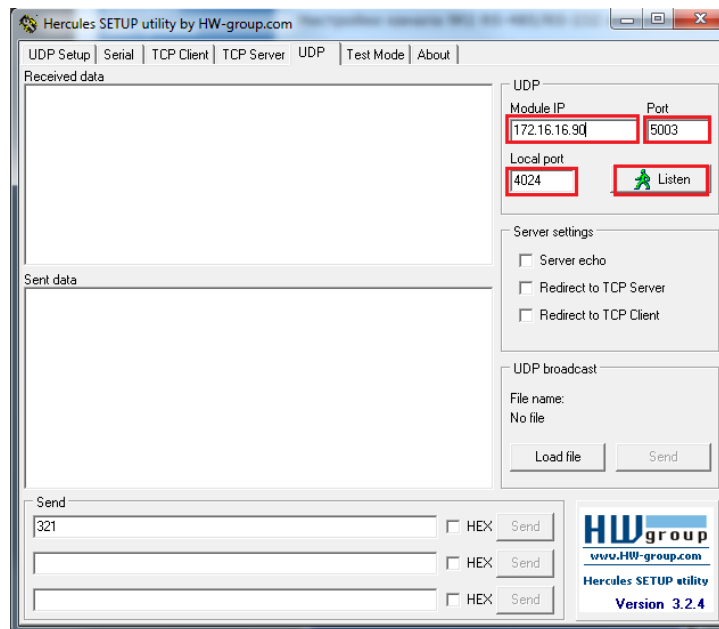 Hercules SETUP utility by HW-group.com
UDP Setup Serial TCP Client TCP Server UDP Test Mode About
Received data
UDP
Module IP Port
172.16.16.90 5003
Local port
4024 Listen
Server settings
Server echo
Redirect to TCP Server
Redirect to TCP Client
Sent data
UDP broadcast
File name:
No file
Load file Send
Send
321 HEX Send
HEX Send
HEX Send
HW group
www.HW-group.com
Hercules SETUP utility
Version 3.2.4